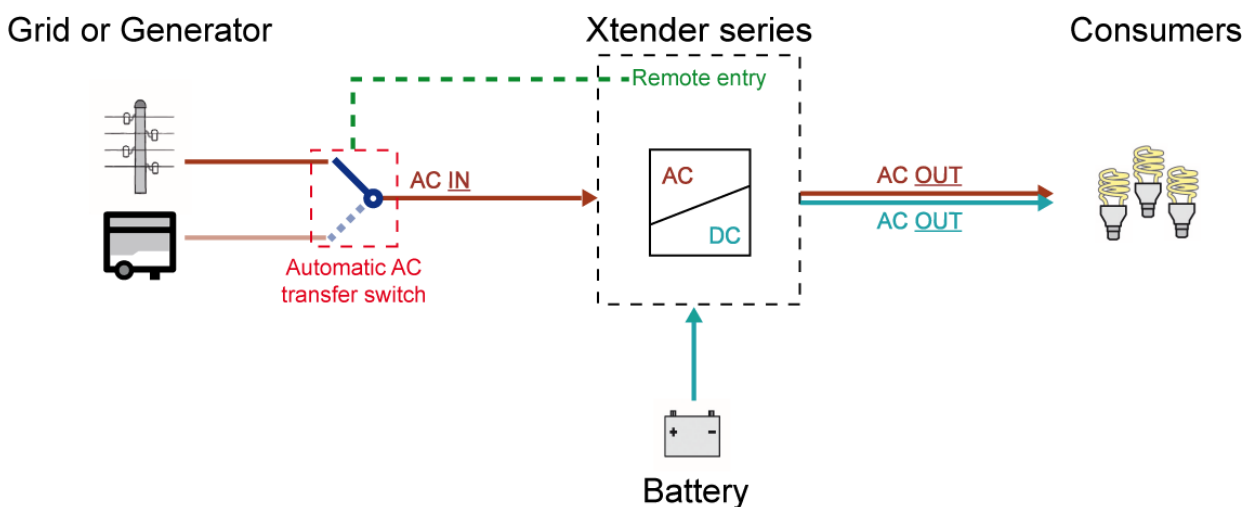 Grid or Generator
Xtender series
Consumers
Remote entry
AC IN
AC
DC
AC OUT
AC OUT
Automatic AC
transfer switch
+ -
Battery